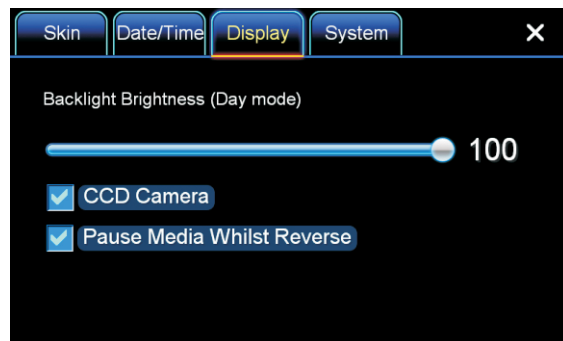 Skin Date/Time Display System
Backlight Brightness (Day mode)
100
CCD Camera
Pause Media Whilst Reverse